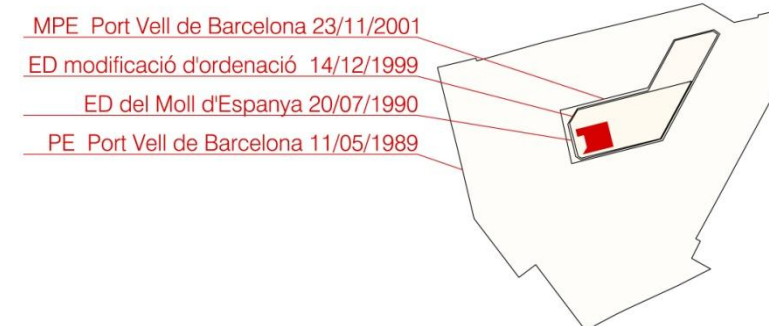 MPE Port Vell de Barcelona 23/11/2001
ED modificació d'ordenació 14/12/1999
ED del Moll d'Espanya 20/07/1990
PE Port Vell de Barcelona 11/05/1989